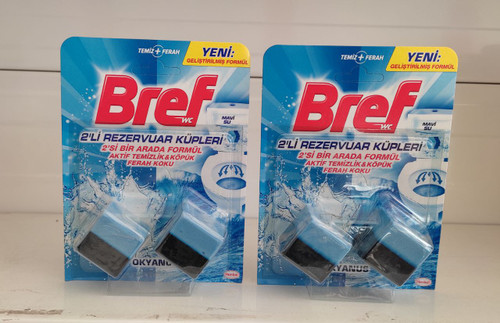 TEMİZ + FERAH
YENİ:
GELİŞTİRİLMİŞ FORMÜL
Bref
WC
MAVİ
SU
2'Lİ REZERVUAR KÜPLERİ
2'Sİ BİR ARADA FORMÜL
AKTİF TEMİZLİK & KÖPÜK
FERAH KOKU
OKYANUS
Henkel
TEMİZ + FERAH
YENİ:
GELİŞTİRİLMİŞ FORMÜL
Bref
WC
MAVİ
SU
2'Lİ REZERVUAR KÜPLERİ
2'Sİ BİR ARADA FORMÜL
AKTİF TEMİZLİK & KÖPÜK
FERAH KOKU
OKYANUS
Henkel